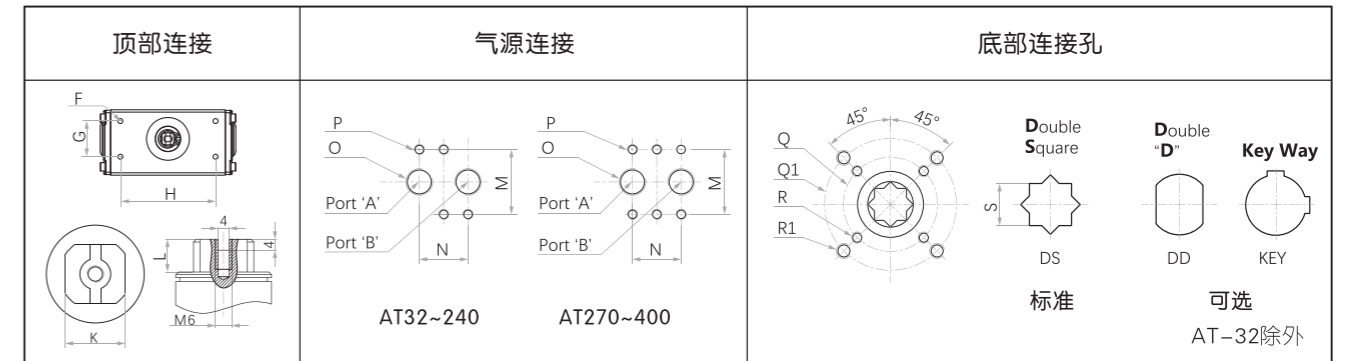 顶部连接
气源连接
底部连接孔
F
G
H
4
4
L
M6
K
P
O
Port ‘A’
Port ‘B’
M
N
AT32~240
P
O
Port ‘A’
Port ‘B’
M
N
AT270~400
45°
45°
Q
Q1
R
R1
Double
Square
S
DS
标准
Double
“D”
DD
Key Way
KEY
可选
AT-32除外